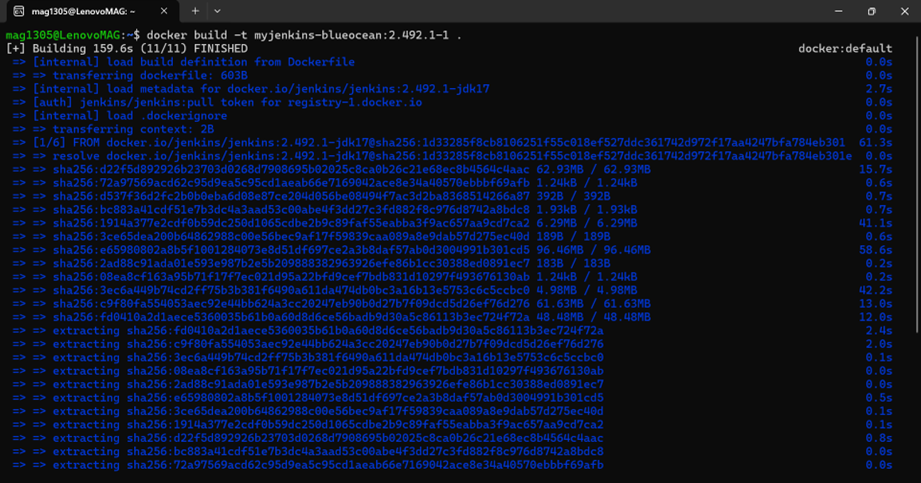 mag1305@LenovoMAG: ~
mag1305@LenovoMAG:~$ docker build -t myjenkins-blueocean:2.492.1-1 .
[+] Building 159.6s (11/11) FINISHED docker:default
=> [internal] load build definition from Dockerfile 0.0s
=> => transferring dockerfile: 603B 0.0s
=> [internal] load metadata for docker.io/jenkins/jenkins:2.492.1-jdk17 2.7s
=> [auth] jenkins/jenkins:pull token for registry-1.docker.io 0.0s
=> [internal] load .dockerignore 0.0s
=> => transferring context: 2B 0.0s
=> [1/6] FROM docker.io/jenkins/jenkins:2.492.1-jdk17@sha256:1d33285f8cb8106251f55c018ef527ddc361742d972f17aa4247bfa784eb301 61.3s
=> => resolve docker.io/jenkins/jenkins:2.492.1-jdk17@sha256:1d33285f8cb8106251f55c018ef527ddc361742d972f17aa4247bfa784eb301e 0.0s
=> => sha256:d22f5d892926b23703d0268d7908695b02025c8ca0b26c21e68ec8b4564c4aac 62.93MB / 62.93MB 15.7s
=> => sha256:72a97569acd62c95d9ea5c95cd1aeab66e7169042ace8e34a40570ebbbf69afb 1.24kB / 1.24kB 0.6s
=> => sha256:d537f36d2fc2b0b0eba6d08e87ce204d056be08494f7ac3d2ba8368514266a87 392B / 392B 0.7s
=> => sha256:bc883a41cdf51e7b3dc4a3aad53c00abe4f3dd27c3fd882f8c976d8742a8bdc8 1.93kB / 1.93kB 0.7s
=> => sha256:1914a377e2cdf0b59dc250d1065cdbe2b9c89faf55eabba3f9ac657aa9cd7ca2 6.29MB / 6.29MB 41.1s
=> => sha256:3ce65dea200b64862988c00e56bec9af17f59839caa089a8e9dab57d275ec40d 189B / 189B 0.6s
=> => sha256:e65980802a8b5f1001284073e8d51df697ce2a3b8daf57ab0d3004991b301cd5 96.46MB / 96.46MB 58.6s
=> => sha256:2ad88c91ada01e593e987b2e5b209888382963926efe86b1cc30388ed0891ec7 183B / 183B 0.2s
=> => sha256:08ea8cf163a95b71f17f7ec021d95a22bfd9cef7bdb831d10297f493676130ab 1.24kB / 1.24kB 0.2s
=> => sha256:3ec6a449b74cd2ff75b3b381f6490a611da474db0bc3a16b13e5753c6c5ccbc0 4.98MB / 4.98MB 42.2s
=> => sha256:c9f80fa554053aec92e44bb624a3cc20247eb90b0d27b7f09dcd5d26ef76d276 61.63MB / 61.63MB 13.0s
=> => sha256:fd0410a2d1aece5360035b61b0a60d8d6ce56badb9d30a5c86113b3ec724f72a 48.48MB / 48.48MB 12.0s
=> => extracting sha256:fd0410a2d1aece5360035b61b0a60d8d6ce56badb9d30a5c86113b3ec724f72a 2.4s
=> => extracting sha256:c9f80fa554053aec92e44bb624a3cc20247eb90b0d27b7f09dcd5d26ef76d276 2.0s
=> => extracting sha256:3ec6a449b74cd2ff75b3b381f6490a611da474db0bc3a16b13e5753c6c5ccbc0 0.1s
=> => extracting sha256:08ea8cf163a95b71f17f7ec021d95a22bfd9cef7bdb831d10297f493676130ab 0.0s
=> => extracting sha256:2ad88c91ada01e593e987b2e5b209888382963926efe86b1cc30388ed0891ec7 0.0s
=> => extracting sha256:e65980802a8b5f1001284073e8d51df697ce2a3b8daf57ab0d3004991b301cd5 0.5s
=> => extracting sha256:3ce65dea200b64862988c00e56bec9af17f59839caa089a8e9dab57d275ec40d 0.1s
=> => extracting sha256:1914a377e2cdf0b59dc250d1065cdbe2b9c89faf55eabba3f9ac657aa9cd7ca2 0.1s
=> => extracting sha256:d22f5d892926b23703d0268d7908695b02025c8ca0b26c21e68ec8b4564c4aac 0.8s
=> => extracting sha256:bc883a41cdf51e7b3dc4a3aad53c00abe4f3dd27c3fd882f8c976d8742a8bdc8 0.0s
=> => extracting sha256:72a97569acd62c95d9ea5c95cd1aeab66e7169042ace8e34a40570ebbbf69afb 0.0s